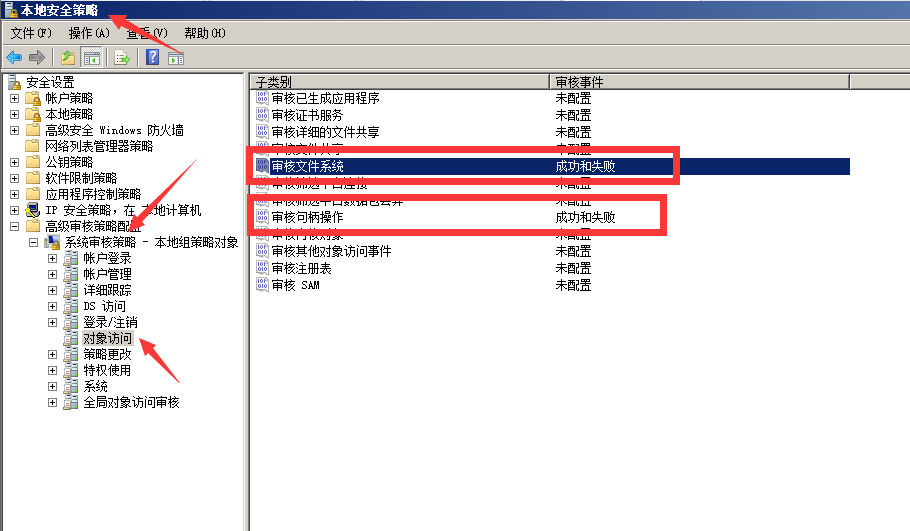 本地安全策略
文件(F) 操作(A) 查看(V) 帮助(H)
安全设置
帐户策略
本地策略
高级安全 Windows 防火墙
网络列表管理器策略
公钥策略
软件限制策略
应用程序控制策略
IP 安全策略，在 本地计算机
高级审核策略配置
系统审核策略 - 本地组策略对象
帐户登录
帐户管理
详细跟踪
DS 访问
登录/注销
对象访问
策略更改
特权使用
系统
全局对象访问审核
子类别 审核事件
审核已生成应用程序 未配置
审核证书服务 未配置
审核详细的文件共享 未配置
审核文件共享 未配置
审核文件系统 成功和失败
审核筛选平台连接 未配置
审核筛选平台数据包丢弃 未配置
审核句柄操作 成功和失败
审核内核对象 未配置
审核其他对象访问事件 未配置
审核注册表 未配置
审核 SAM 未配置